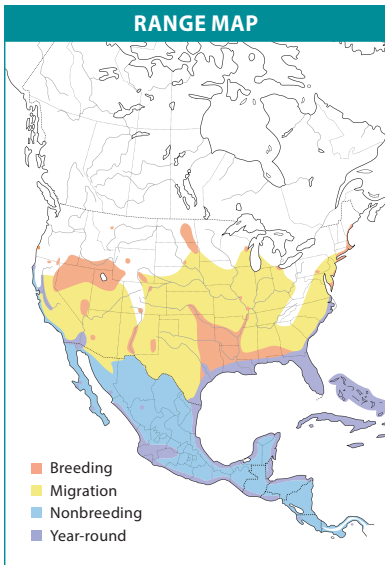 RANGE MAP
Breeding
Migration
Nonbreeding
Year-round